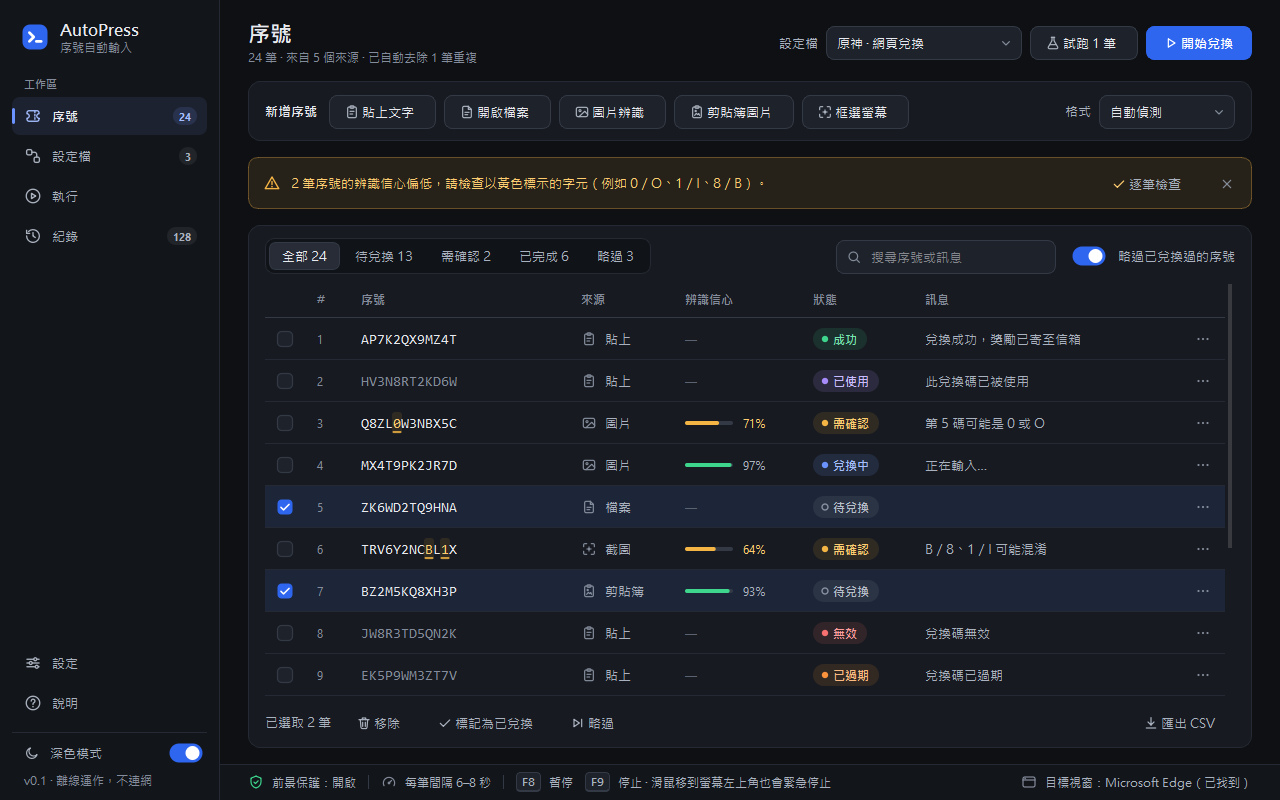 AutoPress
序號自動輸入
工作區
序號 24
設定檔 3
執行
紀錄 128
設定
說明
深色模式
v0.1 · 離線運作，不連網
序號
24 筆 · 來自 5 個來源 · 已自動去除 1 筆重複
設定檔 原神 · 網頁兌換 試跑 1 筆 開始兌換
新增序號 貼上文字 開啟檔案 圖片辨識 剪貼簿圖片 框選螢幕 格式 自動偵測
2 筆序號的辨識信心偏低，請檢查以黃色標示的字元（例如 0 / O、1 / I、8 / B）。 逐筆檢查
全部 24 待兌換 13 需確認 2 已完成 6 略過 3 搜尋序號或訊息 略過已兌換過的序號
# 序號 來源 辨識信心 狀態 訊息
1 AP7K2QX9MZ4T 貼上 — 成功 兌換成功，獎勵已寄至信箱 ···
2 HV3N8RT2KD6W 貼上 — 已使用 此兌換碼已被使用 ···
3 Q8ZL0W3NBX5C 圖片 71% 需確認 第 5 碼可能是 0 或 O ···
4 MX4T9PK2JR7D 圖片 97% 兌換中 正在輸入... ···
5 ZK6WD2TQ9HNA 檔案 — 待兌換 ···
6 TRV6Y2NCBL1X 截圖 64% 需確認 B / 8、1 / I 可能混淆 ···
7 BZ2M5KQ8XH3P 剪貼簿 93% 待兌換 ···
8 JW8R3TD5QN2K 貼上 — 無效 兌換碼無效 ···
9 EK5P9WM3ZT7V 貼上 — 已過期 兌換碼已過期 ···
已選取 2 筆 移除 標記為已兌換 略過 匯出 CSV
前景保護：開啟 每筆間隔 6–8 秒 F8 暫停 F9 停止 · 滑鼠移到螢幕左上角也會緊急停止 目標視窗：Microsoft Edge（已找到）